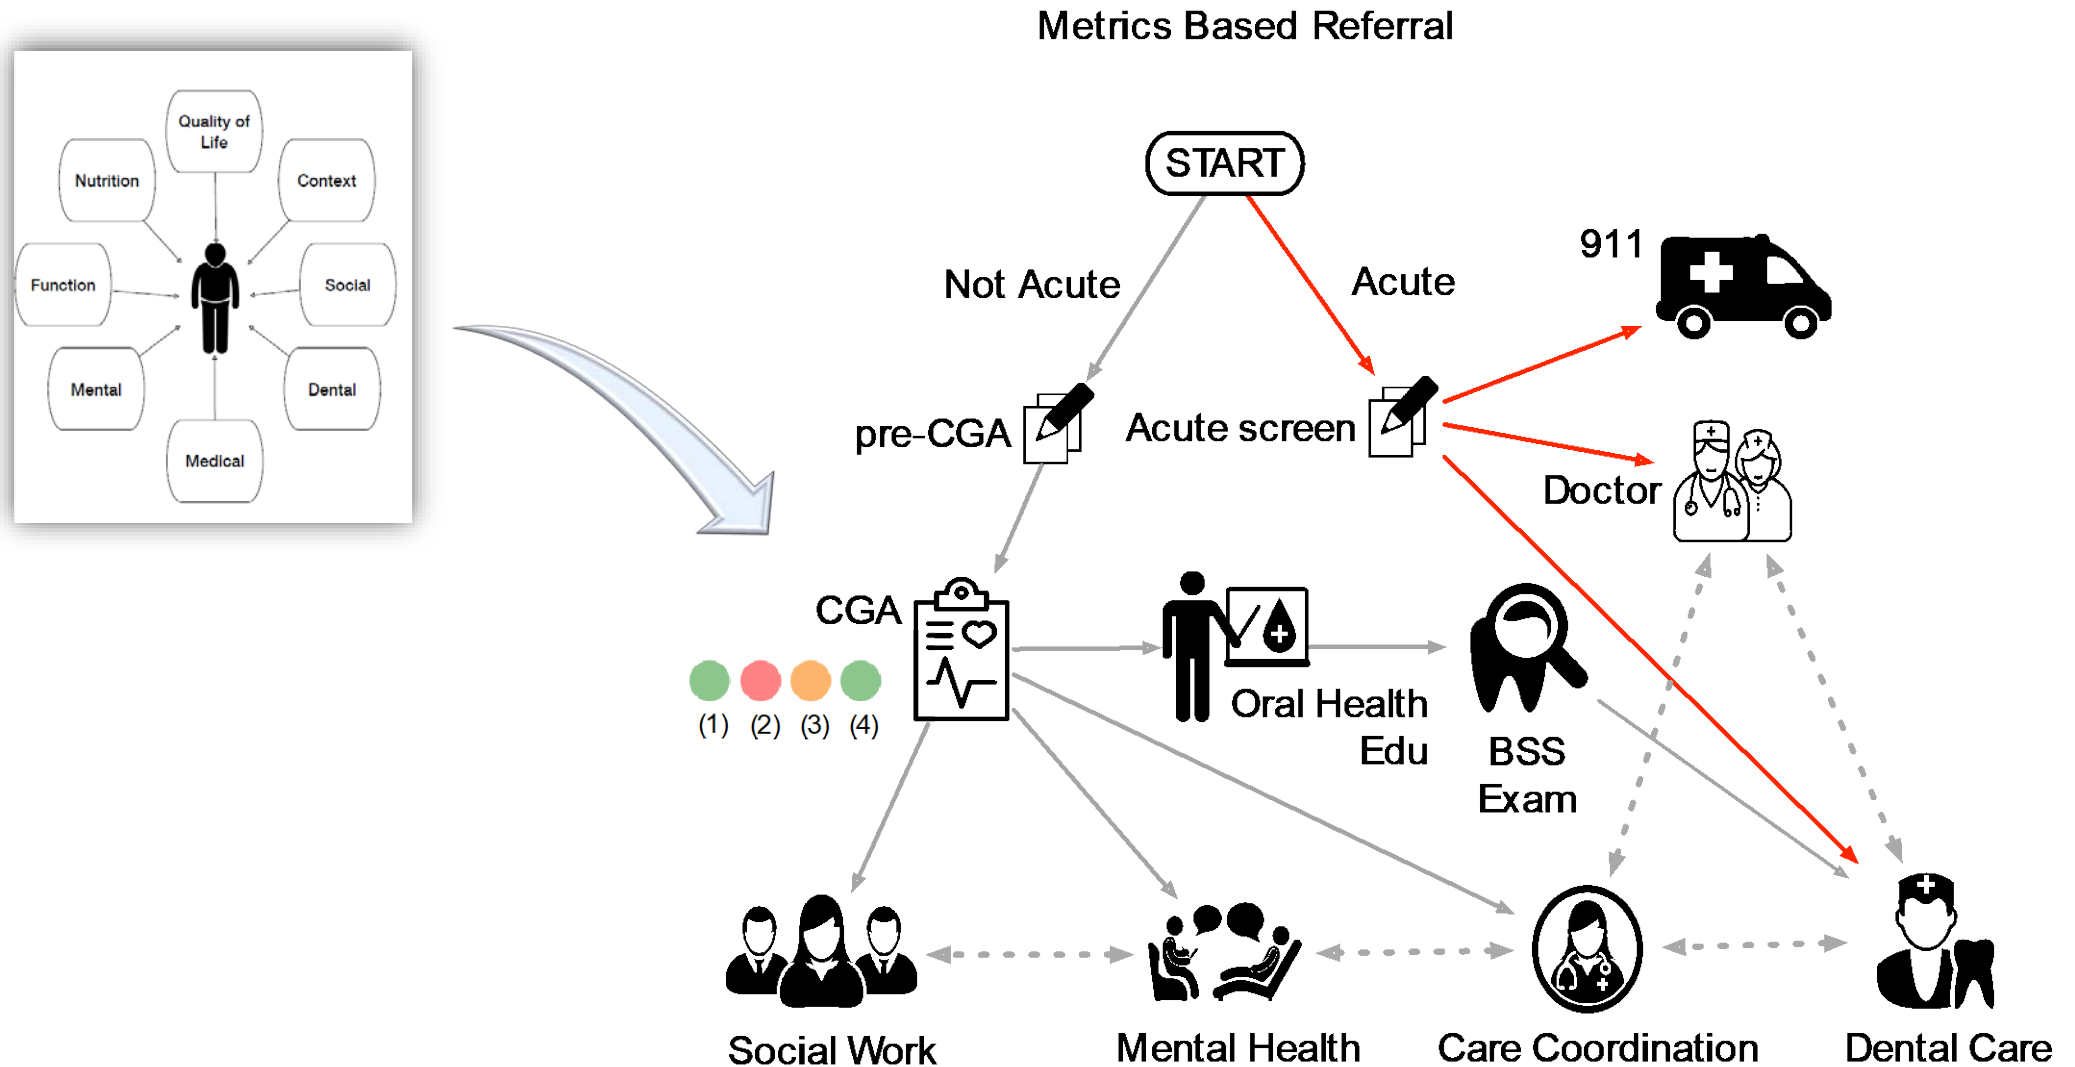 Metrics Based Referral
Quality of
Life
Nutrition
Context
Function
Social
Mental
Dental
Medical
START
Not Acute
Acute
911
pre-CGA
Acute screen
Doctor
CGA
(1) (2) (3) (4)
Oral Health
Edu
BSS
Exam
Social Work
Mental Health
Care Coordination
Dental Care